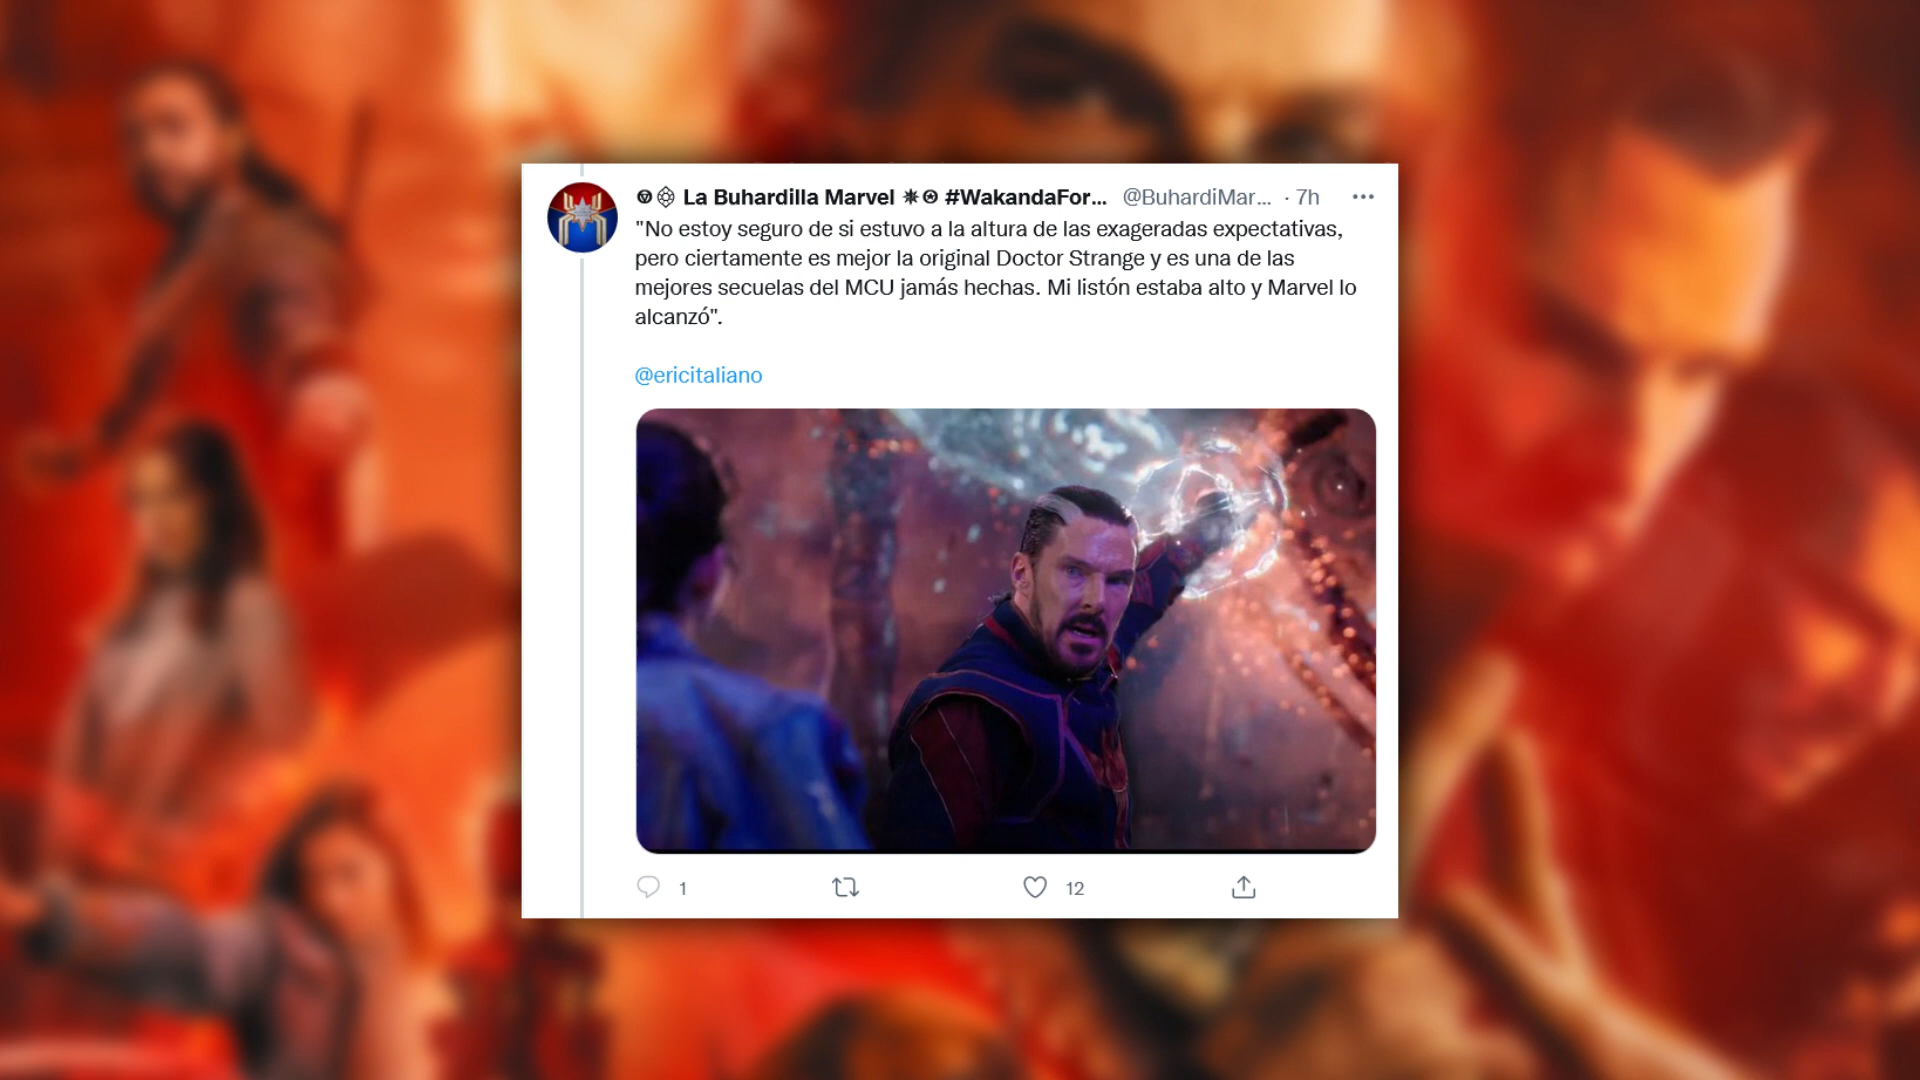 La Buhardilla Marvel #WakandaFor... @BuhardiMar... · 7h
"No estoy seguro de si estuvo a la altura de las exageradas expectativas,
pero ciertamente es mejor la original Doctor Strange y es una de las
mejores secuelas del MCU jamás hechas. Mi listón estaba alto y Marvel lo
alcanzó".
@ericitaliano
1 12